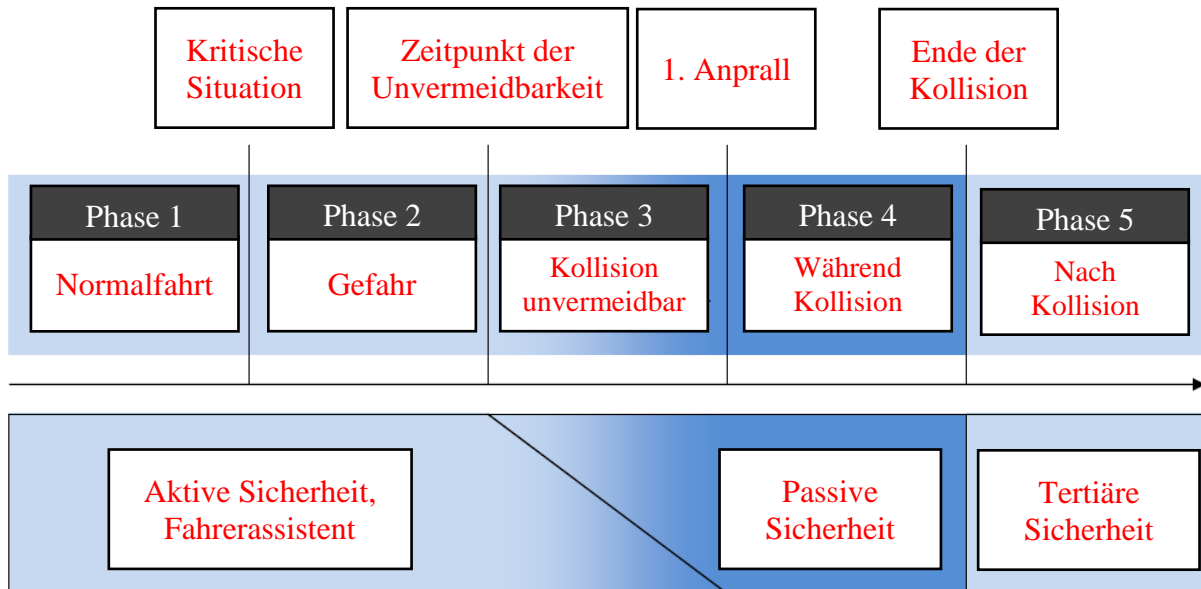 Kritische
Situation
Zeitpunkt der
Unvermeidbarkeit
1. Anprall
Ende der
Kollision
Phase 1
Normalfahrt
Phase 2
Gefahr
Phase 3
Kollision
unvermeidbar
Phase 4
Während
Kollision
Phase 5
Nach
Kollision
Aktive Sicherheit,
Fahrerassistent
Passive
Sicherheit
Tertiäre
Sicherheit